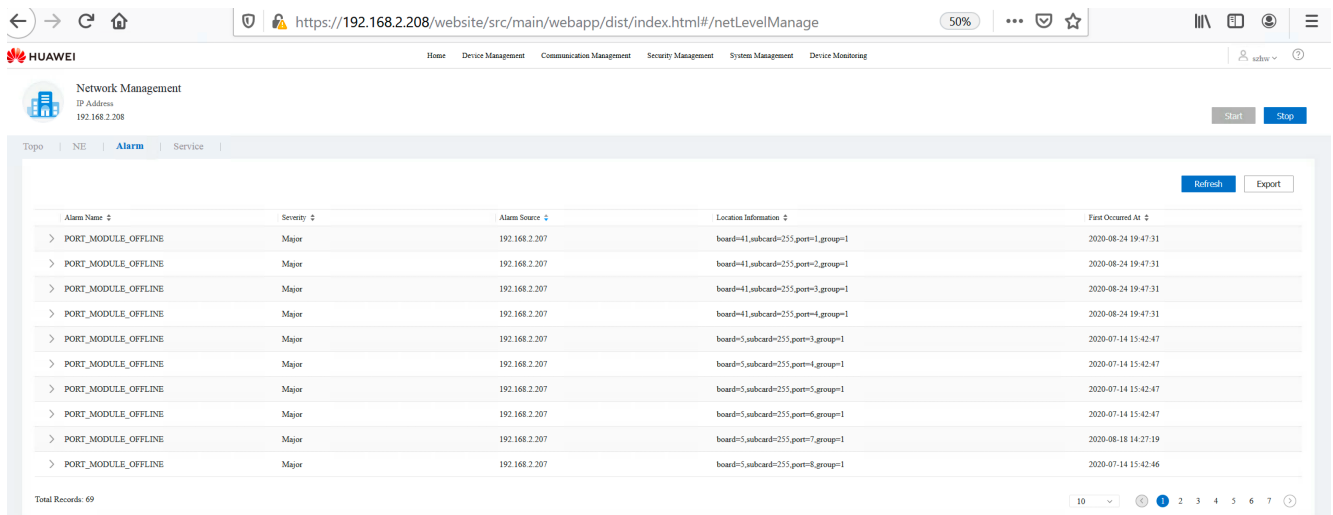 https://192.168.2.208/website/src/main/webapp/dist/index.html#/netLevelManage 50%
HUAWEI Home Device Management Communication Management Security Management System Management Device Monitoring szhw
Network Management
IP Address
192.168.2.208
Start Stop
Topo | NE | Alarm | Service |
Refresh Export
Alarm Name Severity Alarm Source Location Information First Occurred At
PORT_MODULE_OFFLINE Major 192.168.2.207 board=41,subcard=255,port=1,group=1 2020-08-24 19:47:31
PORT_MODULE_OFFLINE Major 192.168.2.207 board=41,subcard=255,port=2,group=1 2020-08-24 19:47:31
PORT_MODULE_OFFLINE Major 192.168.2.207 board=41,subcard=255,port=3,group=1 2020-08-24 19:47:31
PORT_MODULE_OFFLINE Major 192.168.2.207 board=41,subcard=255,port=4,group=1 2020-08-24 19:47:31
PORT_MODULE_OFFLINE Major 192.168.2.207 board=5,subcard=255,port=3,group=1 2020-07-14 15:42:47
PORT_MODULE_OFFLINE Major 192.168.2.207 board=5,subcard=255,port=4,group=1 2020-07-14 15:42:47
PORT_MODULE_OFFLINE Major 192.168.2.207 board=5,subcard=255,port=5,group=1 2020-07-14 15:42:47
PORT_MODULE_OFFLINE Major 192.168.2.207 board=5,subcard=255,port=6,group=1 2020-07-14 15:42:47
PORT_MODULE_OFFLINE Major 192.168.2.207 board=5,subcard=255,port=7,group=1 2020-08-18 14:27:19
PORT_MODULE_OFFLINE Major 192.168.2.207 board=5,subcard=255,port=8,group=1 2020-07-14 15:42:46
Total Records: 69 10 1 2 3 4 5 6 7